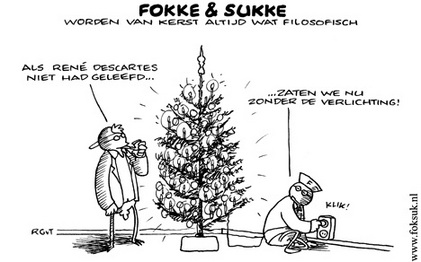 FOKKE & SUKKE
WORDEN VAN KERST ALTIJD WAT FILOSOFISCH
ALS RENÉ DESCARTES
NIET HAD GELEEFD...
...ZATEN WE NU
ZONDER DE VERLICHTING!
KLIK!
RGvT
www.foksuk.nl